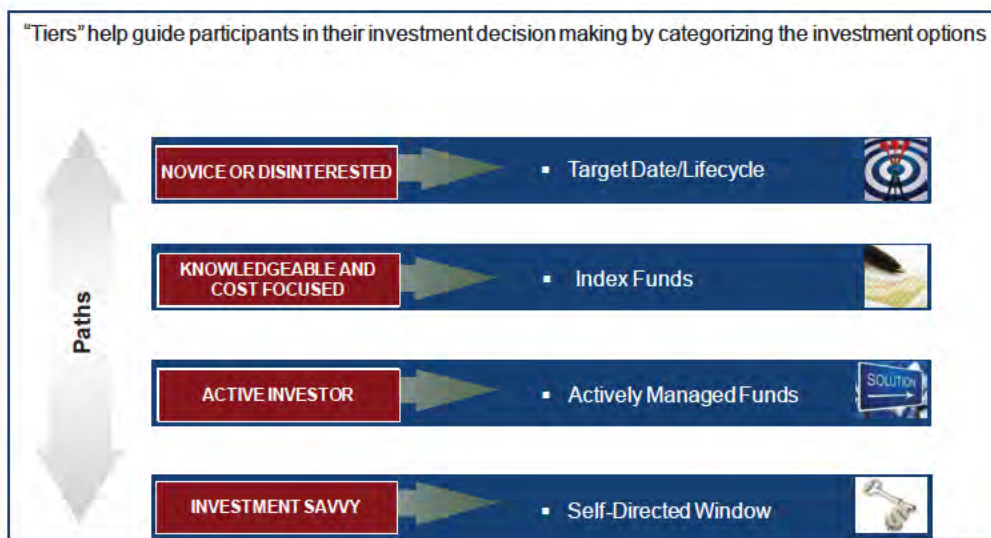 “Tiers” help guide participants in their investment decision making by categorizing the investment options
Paths
NOVICE OR DISINTERESTED
▪ Target Date/Lifecycle
KNOWLEDGEABLE AND
COST FOCUSED
▪ Index Funds
ACTIVE INVESTOR
▪ Actively Managed Funds
SOLUTION
INVESTMENT SAVVY
▪ Self-Directed Window